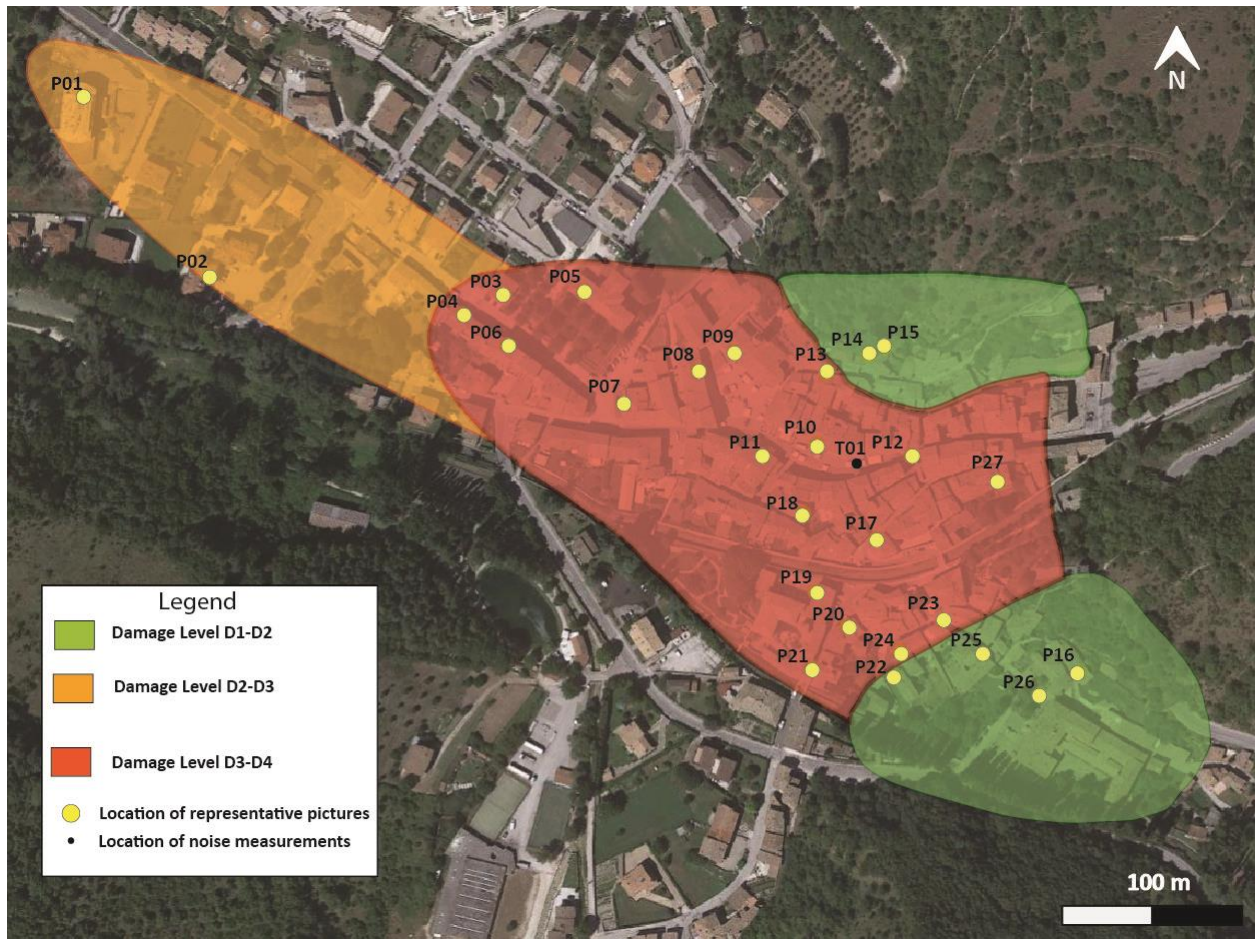 N
P01
P02
P03
P05
P04
P06
P09
P08
P13
P14
P15
P07
P10
P11
T01
P12
P27
P18
P17
P19
P20
P23
P24
P25
P21
P22
P16
P26
Legend
Damage Level D1-D2
Damage Level D2-D3
Damage Level D3-D4
Location of representative pictures
Location of noise measurements
100 m